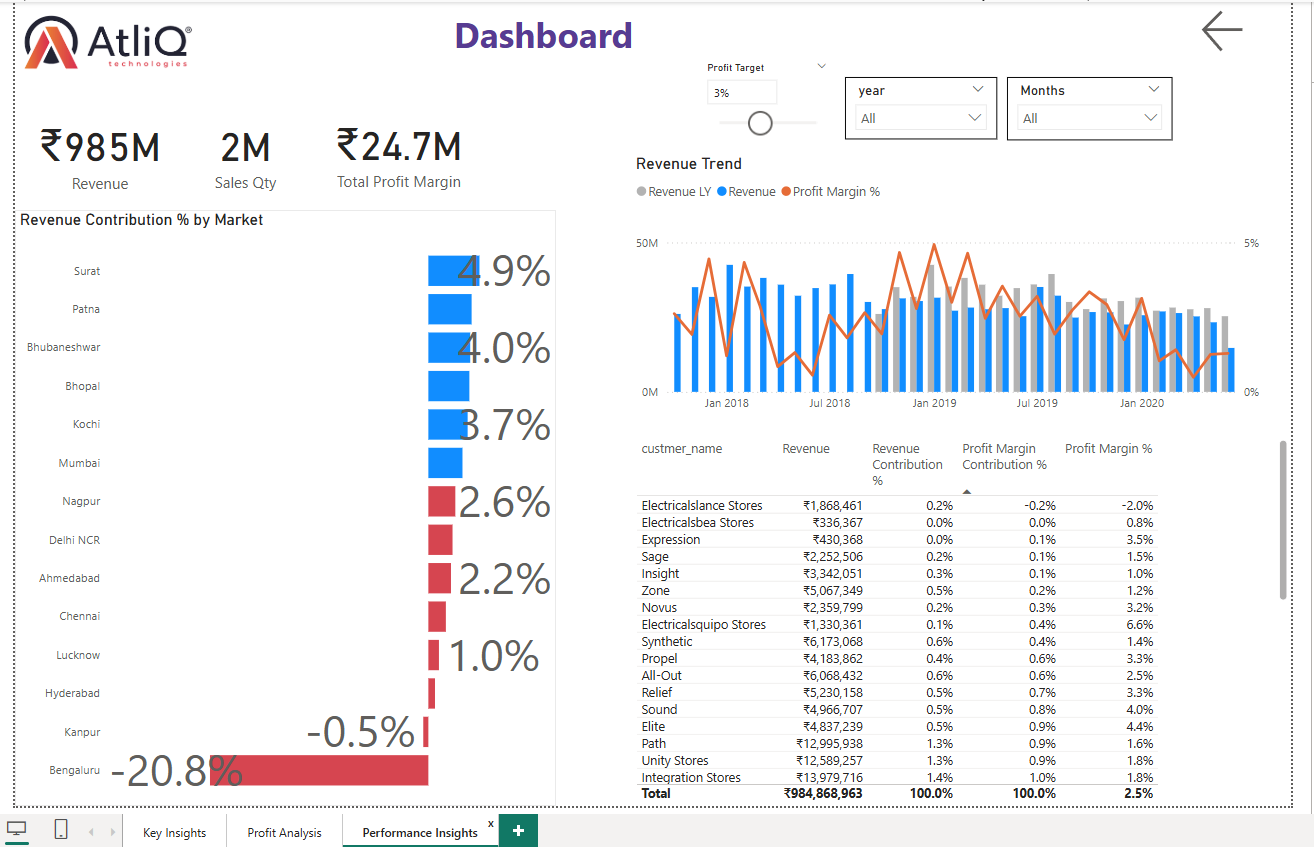 AtliQ®
technologies
Dashboard
Profit Target
3%
year
All
Months
All
₹985M
Revenue
2M
Sales Qty
₹24.7M
Total Profit Margin
Revenue Contribution % by Market
Surat 4.9%
Patna
Bhubaneshwar 4.0%
Bhopal
Kochi 3.7%
Mumbai
Nagpur 2.6%
Delhi NCR
Ahmedabad 2.2%
Chennai
Lucknow 1.0%
Hyderabad
Kanpur -0.5%
Bengaluru -20.8%
Revenue Trend
Revenue LY Revenue Profit Margin %
50M 5%
0M 0%
Jan 2018 Jul 2018 Jan 2019 Jul 2019 Jan 2020
custmer_name Revenue Revenue Contribution % Profit Margin Contribution % Profit Margin %
Electricalslance Stores ₹1,868,461 0.2% -0.2% -2.0%
Electricalsbea Stores ₹336,367 0.0% 0.0% 0.8%
Expression ₹430,368 0.0% 0.1% 3.5%
Sage ₹2,252,506 0.2% 0.1% 1.5%
Insight ₹3,342,051 0.3% 0.1% 1.0%
Zone ₹5,067,349 0.5% 0.2% 1.2%
Novus ₹2,359,799 0.2% 0.3% 3.2%
Electricalsquipo Stores ₹1,330,361 0.1% 0.4% 6.6%
Synthetic ₹6,173,068 0.6% 0.4% 1.4%
Propel ₹4,183,862 0.4% 0.6% 3.3%
All-Out ₹6,068,432 0.6% 0.6% 2.5%
Relief ₹5,230,158 0.5% 0.7% 3.3%
Sound ₹4,966,707 0.5% 0.8% 4.0%
Elite ₹4,837,239 0.5% 0.9% 4.4%
Path ₹12,995,938 1.3% 0.9% 1.6%
Unity Stores ₹12,589,257 1.3% 0.9% 1.8%
Integration Stores ₹13,979,716 1.4% 1.0% 1.8%
Total ₹984,868,963 100.0% 100.0% 2.5%
Key Insights Profit Analysis Performance Insights x +